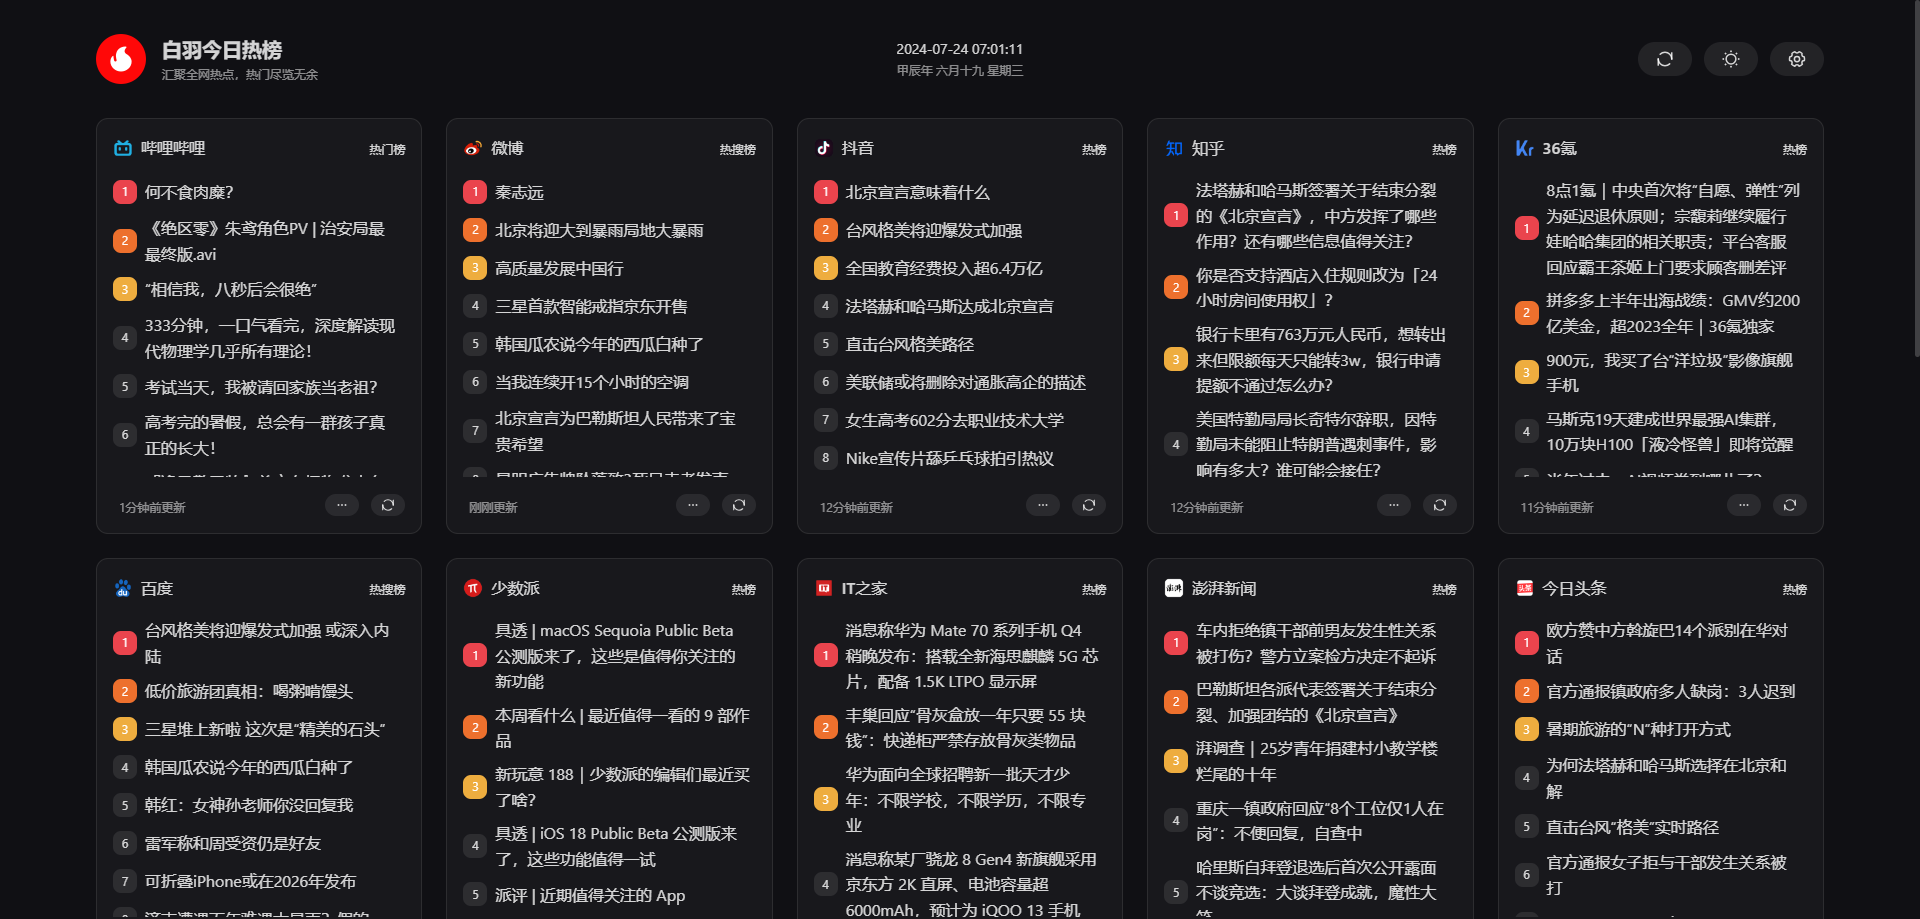 白羽今日热榜
汇聚全网热点，热门尽览无余
2024-07-24 07:01:11
甲辰年 六月十九 星期三
哔哩哔哩
热门榜
1
何不食肉糜？
2
《绝区零》朱鸢角色PV | 治安局最
最终版.avi
3
“相信我，八秒后会很绝”
4
333分钟，一口气看完，深度解读现
代物理学几乎所有理论！
5
考试当天，我被请回家族当老祖？
6
高考完的暑假，总会有一群孩子真
正的长大！
1分钟前更新
微博
热搜榜
1
秦志远
2
北京将迎大到暴雨局地大暴雨
3
高质量发展中国行
4
三星首款智能戒指京东开售
5
韩国瓜农说今年的西瓜白种了
6
当我连续开15个小时的空调
7
北京宣言为巴勒斯坦人民带来了宝
贵希望
刚刚更新
抖音
热榜
1
北京宣言意味着什么
2
台风格美将迎爆发式加强
3
全国教育经费投入超6.4万亿
4
法塔赫和哈马斯达成北京宣言
5
直击台风格美路径
6
美联储或将删除对通胀高企的描述
7
女生高考602分去职业技术大学
8
Nike宣传片舔乒乓球拍引热议
12分钟前更新
知乎
热榜
1
法塔赫和哈马斯签署关于结束分裂
的《北京宣言》，中方发挥了哪些
作用？还有哪些信息值得关注？
2
你是否支持酒店入住规则改为「24
小时房间使用权」？
3
银行卡里有763万元人民币，想转出
来但限额每天只能转3w，银行申请
提额不通过怎么办？
4
美国特勤局局长奇特尔辞职，因特
勤局未能阻止特朗普遇刺事件，影
响有多大？谁可能会接任？
12分钟前更新
36氪
热榜
1
8点1氪｜中央首次将“自愿、弹性”列
为延迟退休原则；宗馥莉继续履行
娃哈哈集团的相关职责；平台客服
回应霸王茶姬上门要求顾客删差评
2
拼多多上半年出海战绩：GMV约200
亿美金，超2023全年｜36氪独家
3
900元，我买了台“洋垃圾”影像旗舰
手机
4
马斯克19天建成世界最强AI集群，
10万块H100「液冷怪兽」即将觉醒
11分钟前更新
百度
热搜榜
1
台风格美将迎爆发式加强 或深入内
陆
2
低价旅游团真相：喝粥啃馒头
3
三星堆上新啦 这次是“精美的石头”
4
韩国瓜农说今年的西瓜白种了
5
韩红：女神孙老师你没回复我
6
雷军称和周受资仍是好友
7
可折叠iPhone或在2026年发布
少数派
热榜
1
具透 | macOS Sequoia Public Beta
公测版来了，这些是值得你关注的
新功能
2
本周看什么 | 最近值得一看的 9 部作
品
3
新玩意 188｜少数派的编辑们最近买
了啥？
4
具透 | iOS 18 Public Beta 公测版来
了，这些功能值得一试
5
派评 | 近期值得关注的 App
IT之家
热榜
1
消息称华为 Mate 70 系列手机 Q4
稍晚发布：搭载全新海思麒麟 5G 芯
片，配备 1.5K LTPO 显示屏
2
丰巢回应“骨灰盒放一年只要 55 块
钱”：快递柜严禁存放骨灰类物品
3
华为面向全球招聘新一批天才少
年：不限学校，不限学历，不限专
业
4
消息称某厂骁龙 8 Gen4 新旗舰采用
京东方 2K 直屏、电池容量超
6000mAh，预计为 iQOO 13 手机
澎湃新闻
热榜
1
车内拒绝镇干部前男友发生性关系
被打伤？警方立案检方决定不起诉
2
巴勒斯坦各派代表签署关于结束分
裂、加强团结的《北京宣言》
3
湃调查｜25岁青年捐建村小教学楼
烂尾的十年
4
重庆一镇政府回应“8个工位仅1人在
岗”：不便回复，自查中
5
哈里斯自拜登退选后首次公开露面
不谈竞选：大谈拜登成就，魔性大
今日头条
热榜
1
欧方赞中方斡旋巴14个派别在华对
话
2
官方通报镇政府多人缺岗：3人迟到
3
暑期旅游的“N”种打开方式
4
为何法塔赫和哈马斯选择在北京和
解
5
直击台风“格美”实时路径
6
官方通报女子拒与干部发生关系被
打